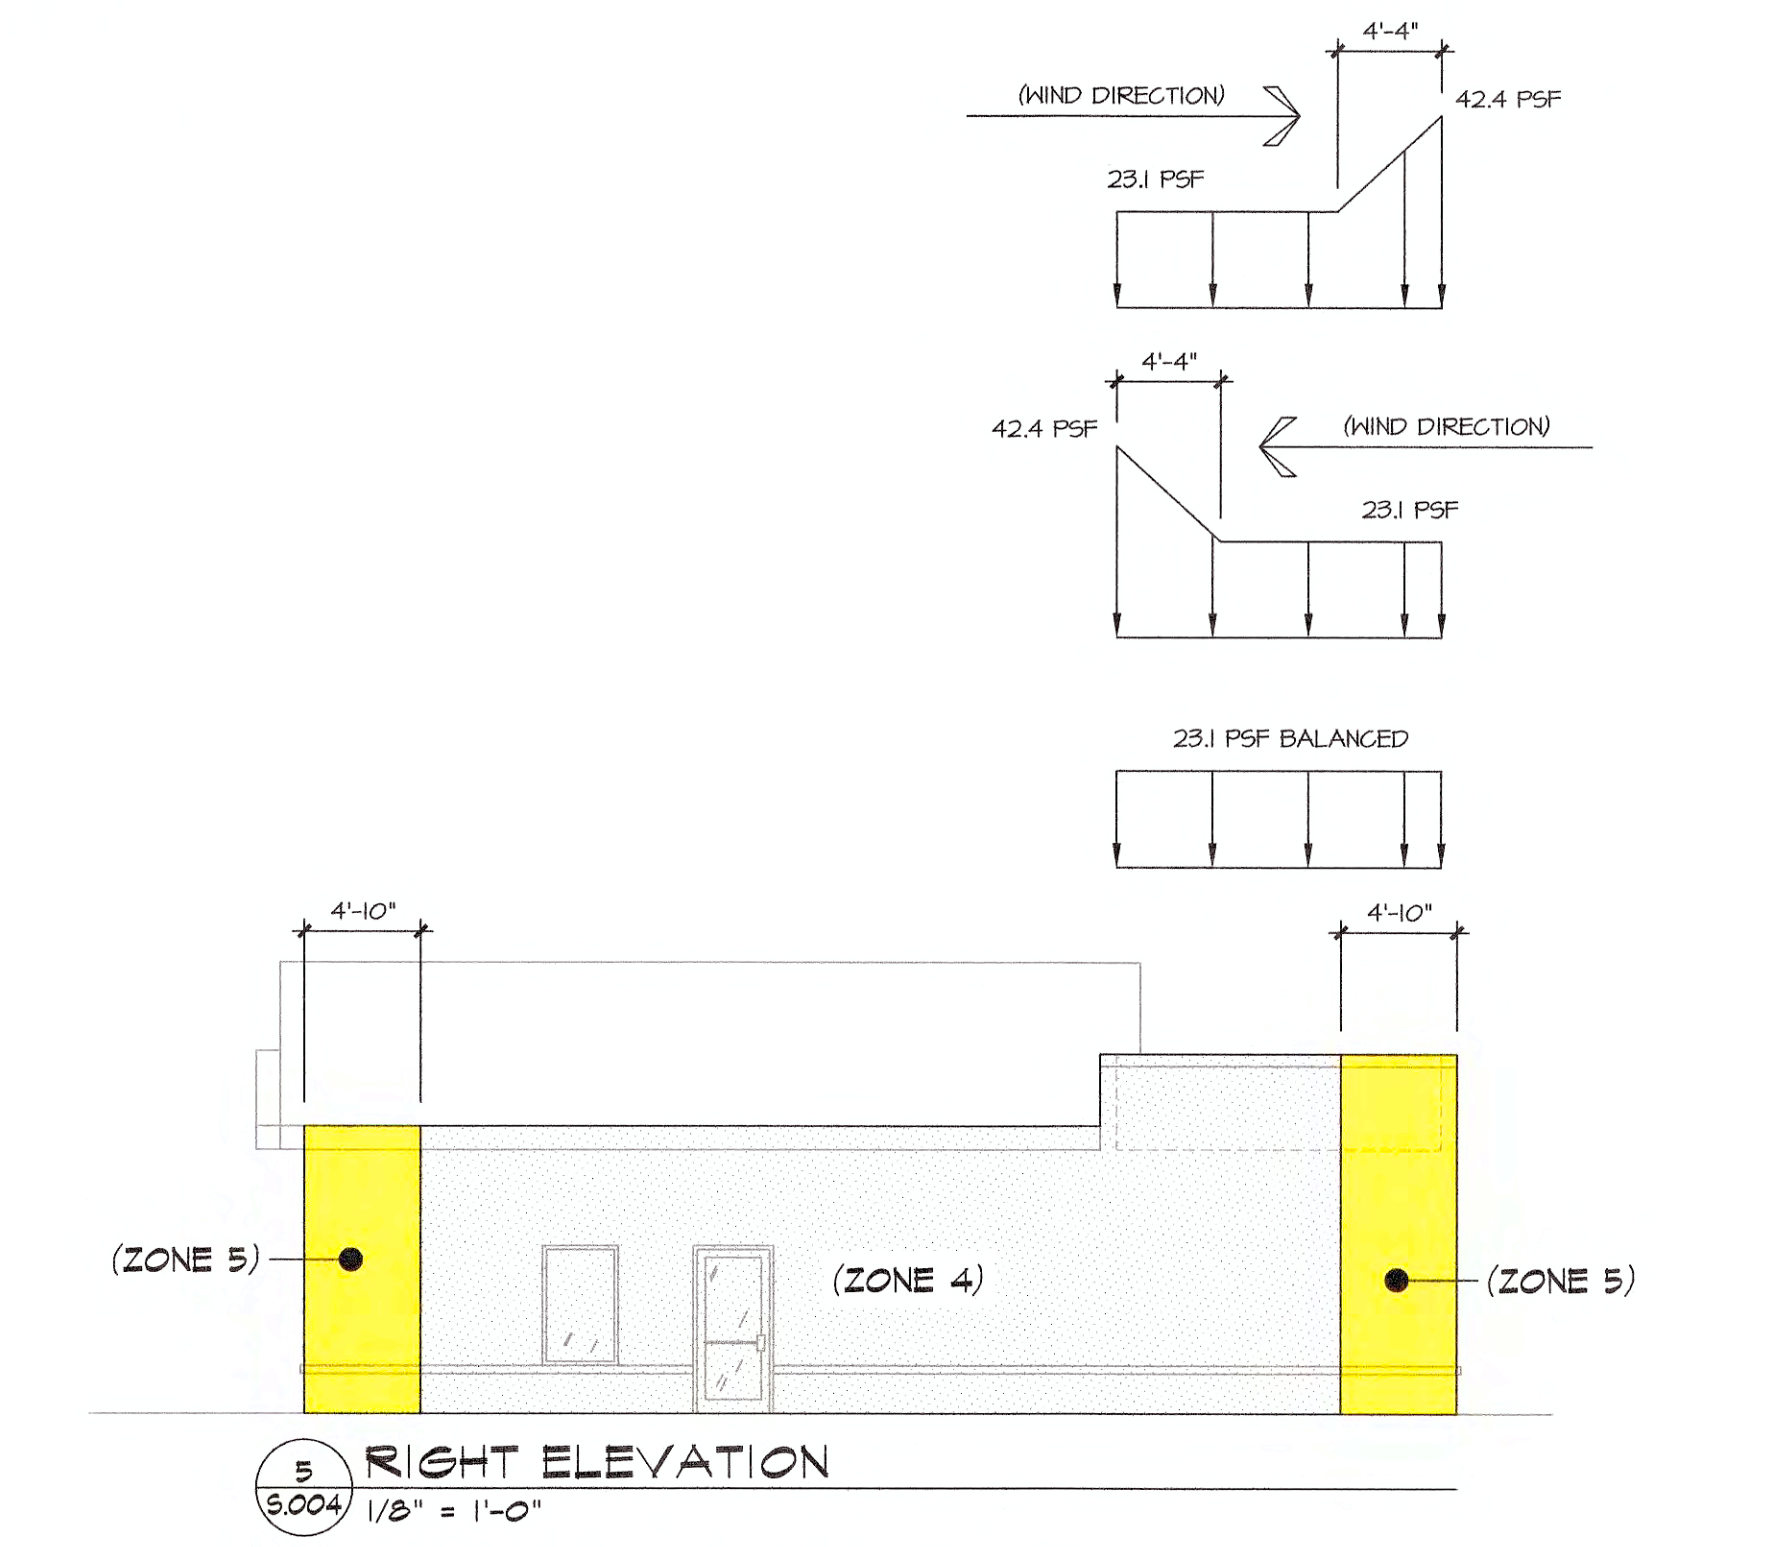 4'-4"
(WIND DIRECTION)
42.4 PSF
23.1 PSF
4'-4"
42.4 PSF
(WIND DIRECTION)
23.1 PSF
23.1 PSF BALANCED
4'-10"
4'-10"
(ZONE 5)
(ZONE 4)
(ZONE 5)
5
S.004
RIGHT ELEVATION
1/8" = 1'-0"